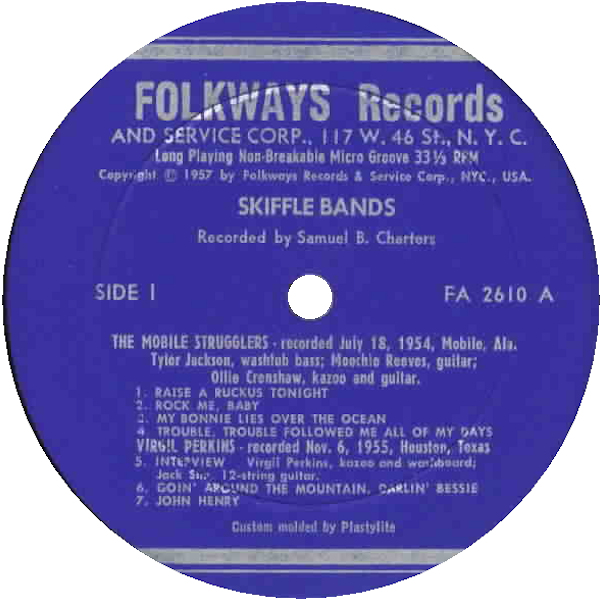 FOLKWAYS Records
AND SERVICE CORP., 117 W. 46 St., N. Y. C.
Long Playing Non-Breakable Micro Groove 33⅓ RPM
Copyright © 1957 by Folkways Records & Service Corp., NYC., USA.
SKIFFLE BANDS
Recorded by Samuel B. Charters
SIDE I
FA 2610 A
THE MOBILE STRUGGLERS - recorded July 18, 1954, Mobile, Ala.
Tyler Jackson, washtub bass; Moochie Reeves, guitar;
Ollie Crenshaw, kazoo and guitar.
1. RAISE A RUCKUS TONIGHT
2. ROCK ME, BABY
3. MY BONNIE LIES OVER THE OCEAN
4. TROUBLE, TROUBLE FOLLOWED ME ALL OF MY DAYS
VIRGIL PERKINS - recorded Nov. 6, 1955, Houston, Texas
5. INTERVIEW Virgil Perkins, kazoo and washboard;
Jack 12-string guitar.
6. GOIN' AROUND THE MOUNTAIN, DARLIN' BESSIE
7. JOHN HENRY
Custom molded by Plastylite